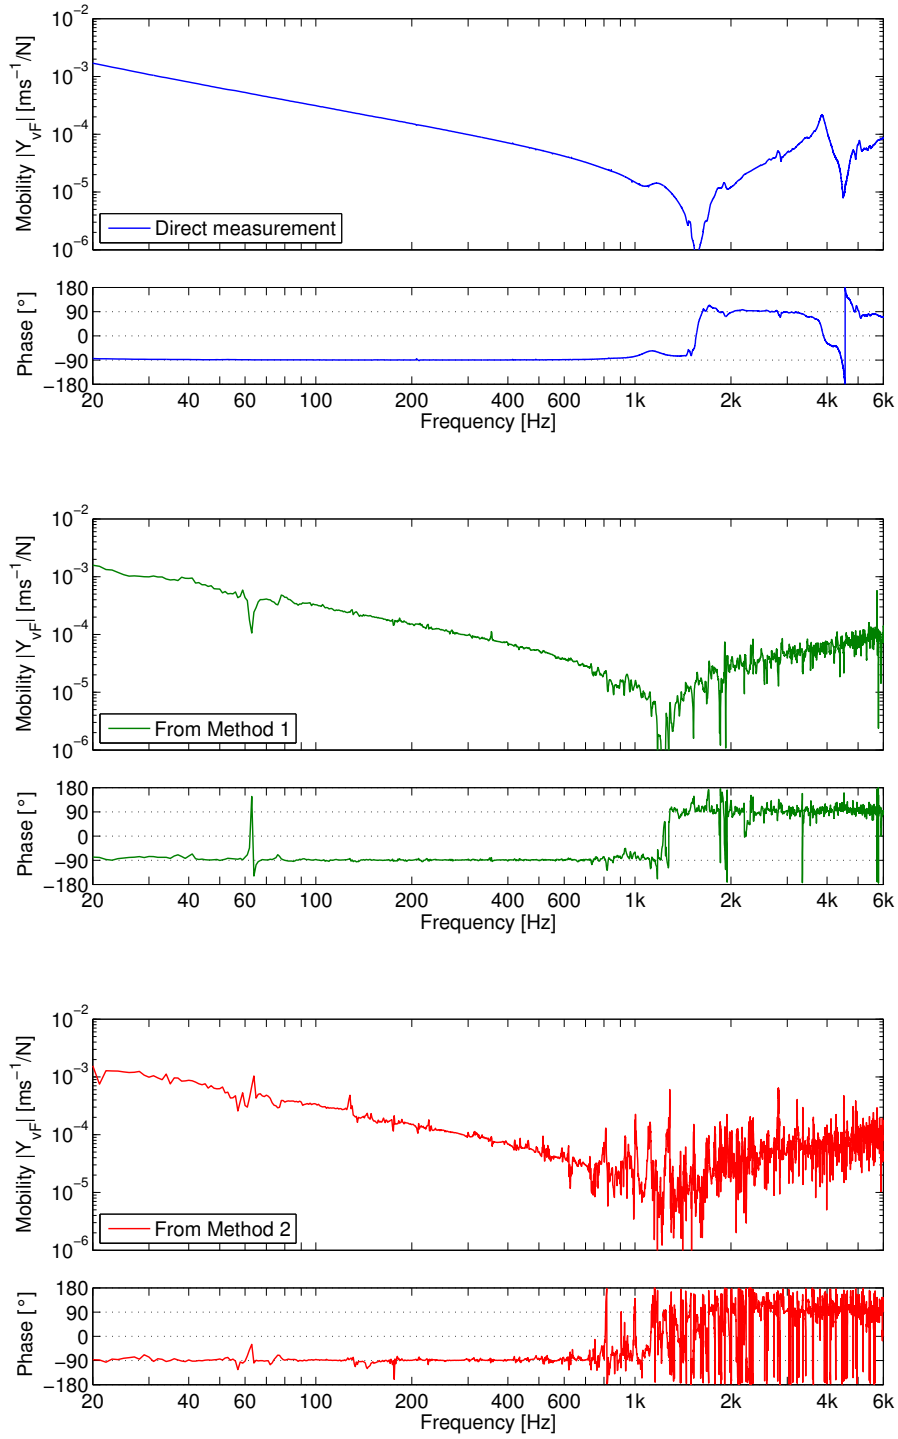 10⁻²
10⁻³
10⁻⁴
10⁻⁵
10⁻⁶
Mobility |Y_vF| [ms⁻¹/N]
Direct measurement
180
90
0
−90
−180
Phase [°]
20 40 60 100 200 400 600 1k 2k 4k 6k
Frequency [Hz]
10⁻²
10⁻³
10⁻⁴
10⁻⁵
10⁻⁶
Mobility |Y_vF| [ms⁻¹/N]
From Method 1
180
90
0
−90
−180
Phase [°]
20 40 60 100 200 400 600 1k 2k 4k 6k
Frequency [Hz]
10⁻²
10⁻³
10⁻⁴
10⁻⁵
10⁻⁶
Mobility |Y_vF| [ms⁻¹/N]
From Method 2
180
90
0
−90
−180
Phase [°]
20 40 60 100 200 400 600 1k 2k 4k 6k
Frequency [Hz]